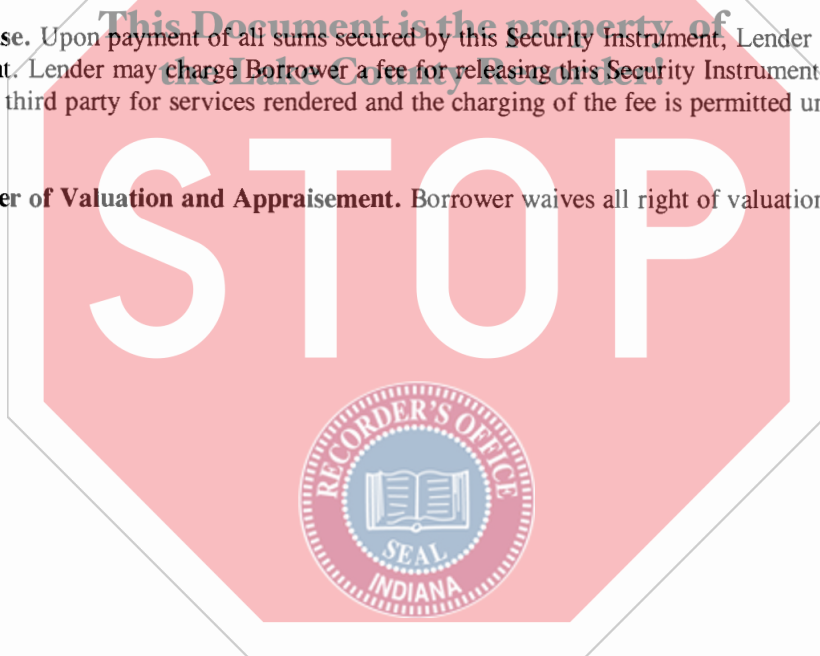 This Document is the property of
se. Upon payment of all sums secured by this Security Instrument, Lender
t. Lender may charge Borrower a fee for releasing this Security Instrument
the Lake County Recorder!
third party for services rendered and the charging of the fee is permitted un
er of Valuation and Appraisement. Borrower waives all right of valuation
STOP
RECORDER'S OFFICE
SEAL
INDIANA